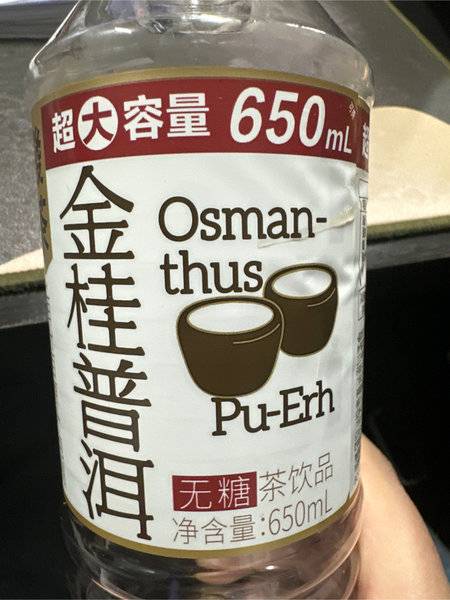 超大容量 650mL
金桂普洱
Osman-
thus
Pu-Erh
无糖 茶饮品
净含量:650mL